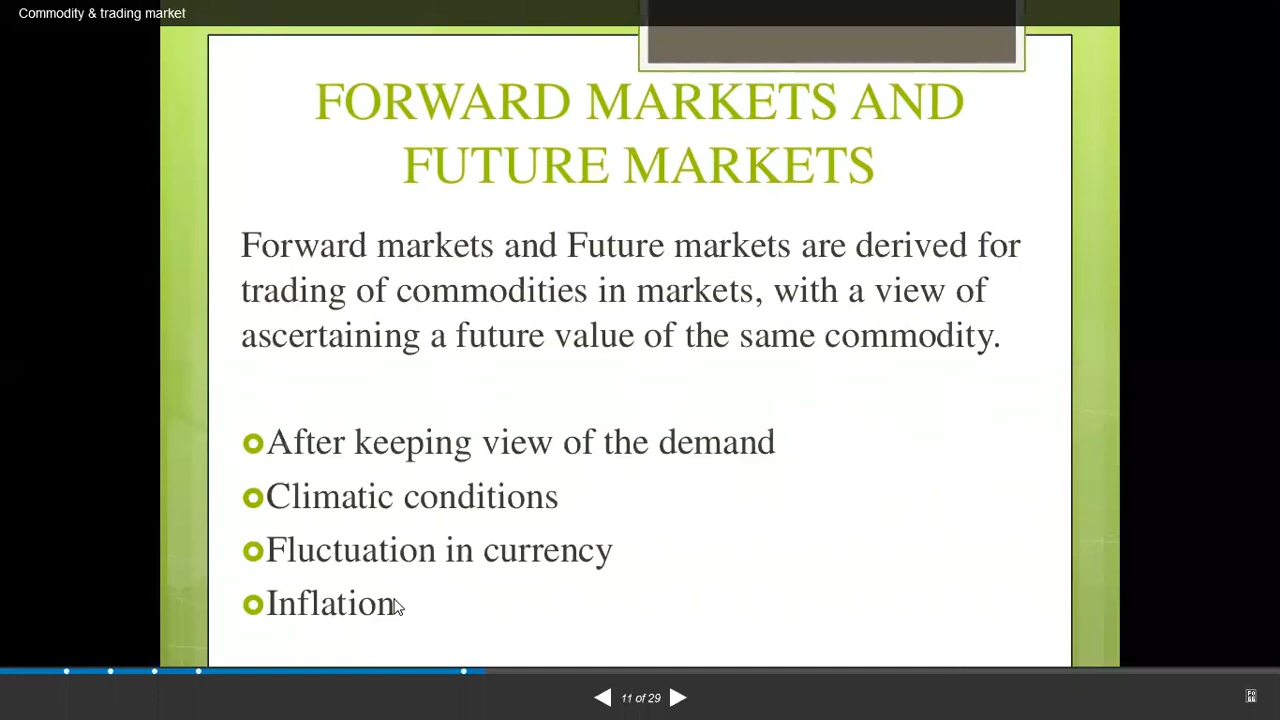 Commodity & trading market
FORWARD MARKETS AND
FUTURE MARKETS
Forward markets and Future markets are derived for
trading of commodities in markets, with a view of
ascertaining a future value of the same commodity.
After keeping view of the demand
Climatic conditions
Fluctuation in currency
Inflation
11 of 29